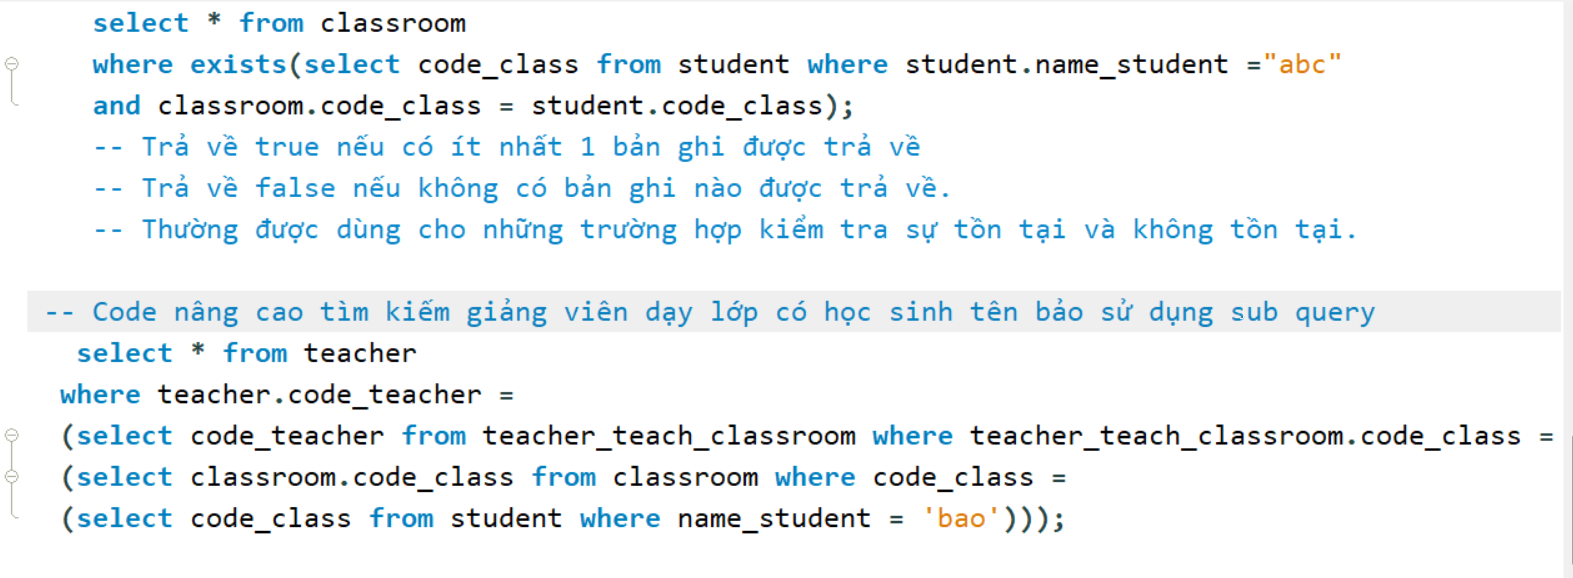 select * from classroom
where exists(select code_class from student where student.name_student ="abc"
and classroom.code_class = student.code_class);
-- Trả về true nếu có ít nhất 1 bản ghi được trả về
-- Trả về false nếu không có bản ghi nào được trả về.
-- Thường được dùng cho những trường hợp kiểm tra sự tồn tại và không tồn tại.
-- Code nâng cao tìm kiếm giảng viên dạy lớp có học sinh tên bảo sử dụng sub query
select * from teacher
where teacher.code_teacher =
(select code_teacher from teacher_teach_classroom where teacher_teach_classroom.code_class =
(select classroom.code_class from classroom where code_class =
(select code_class from student where name_student = 'bao')));